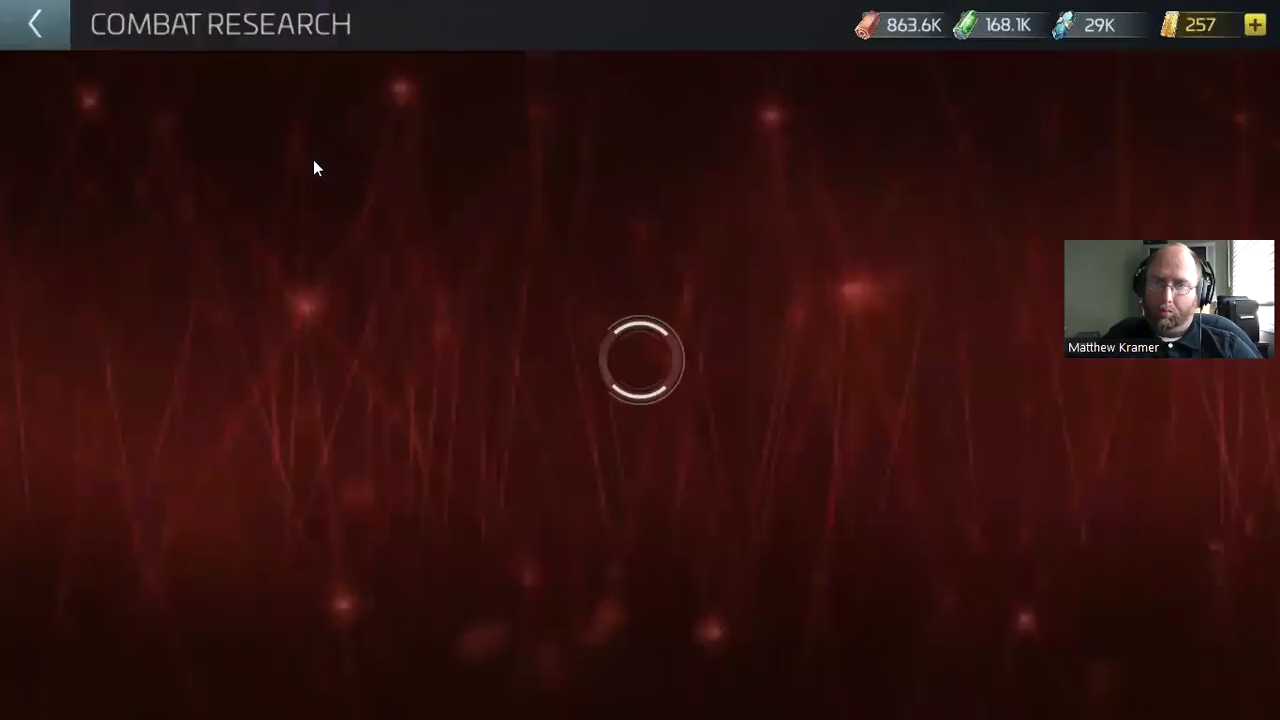 COMBAT RESEARCH
863.6K
168.1K
29K
257
Matthew Kramer